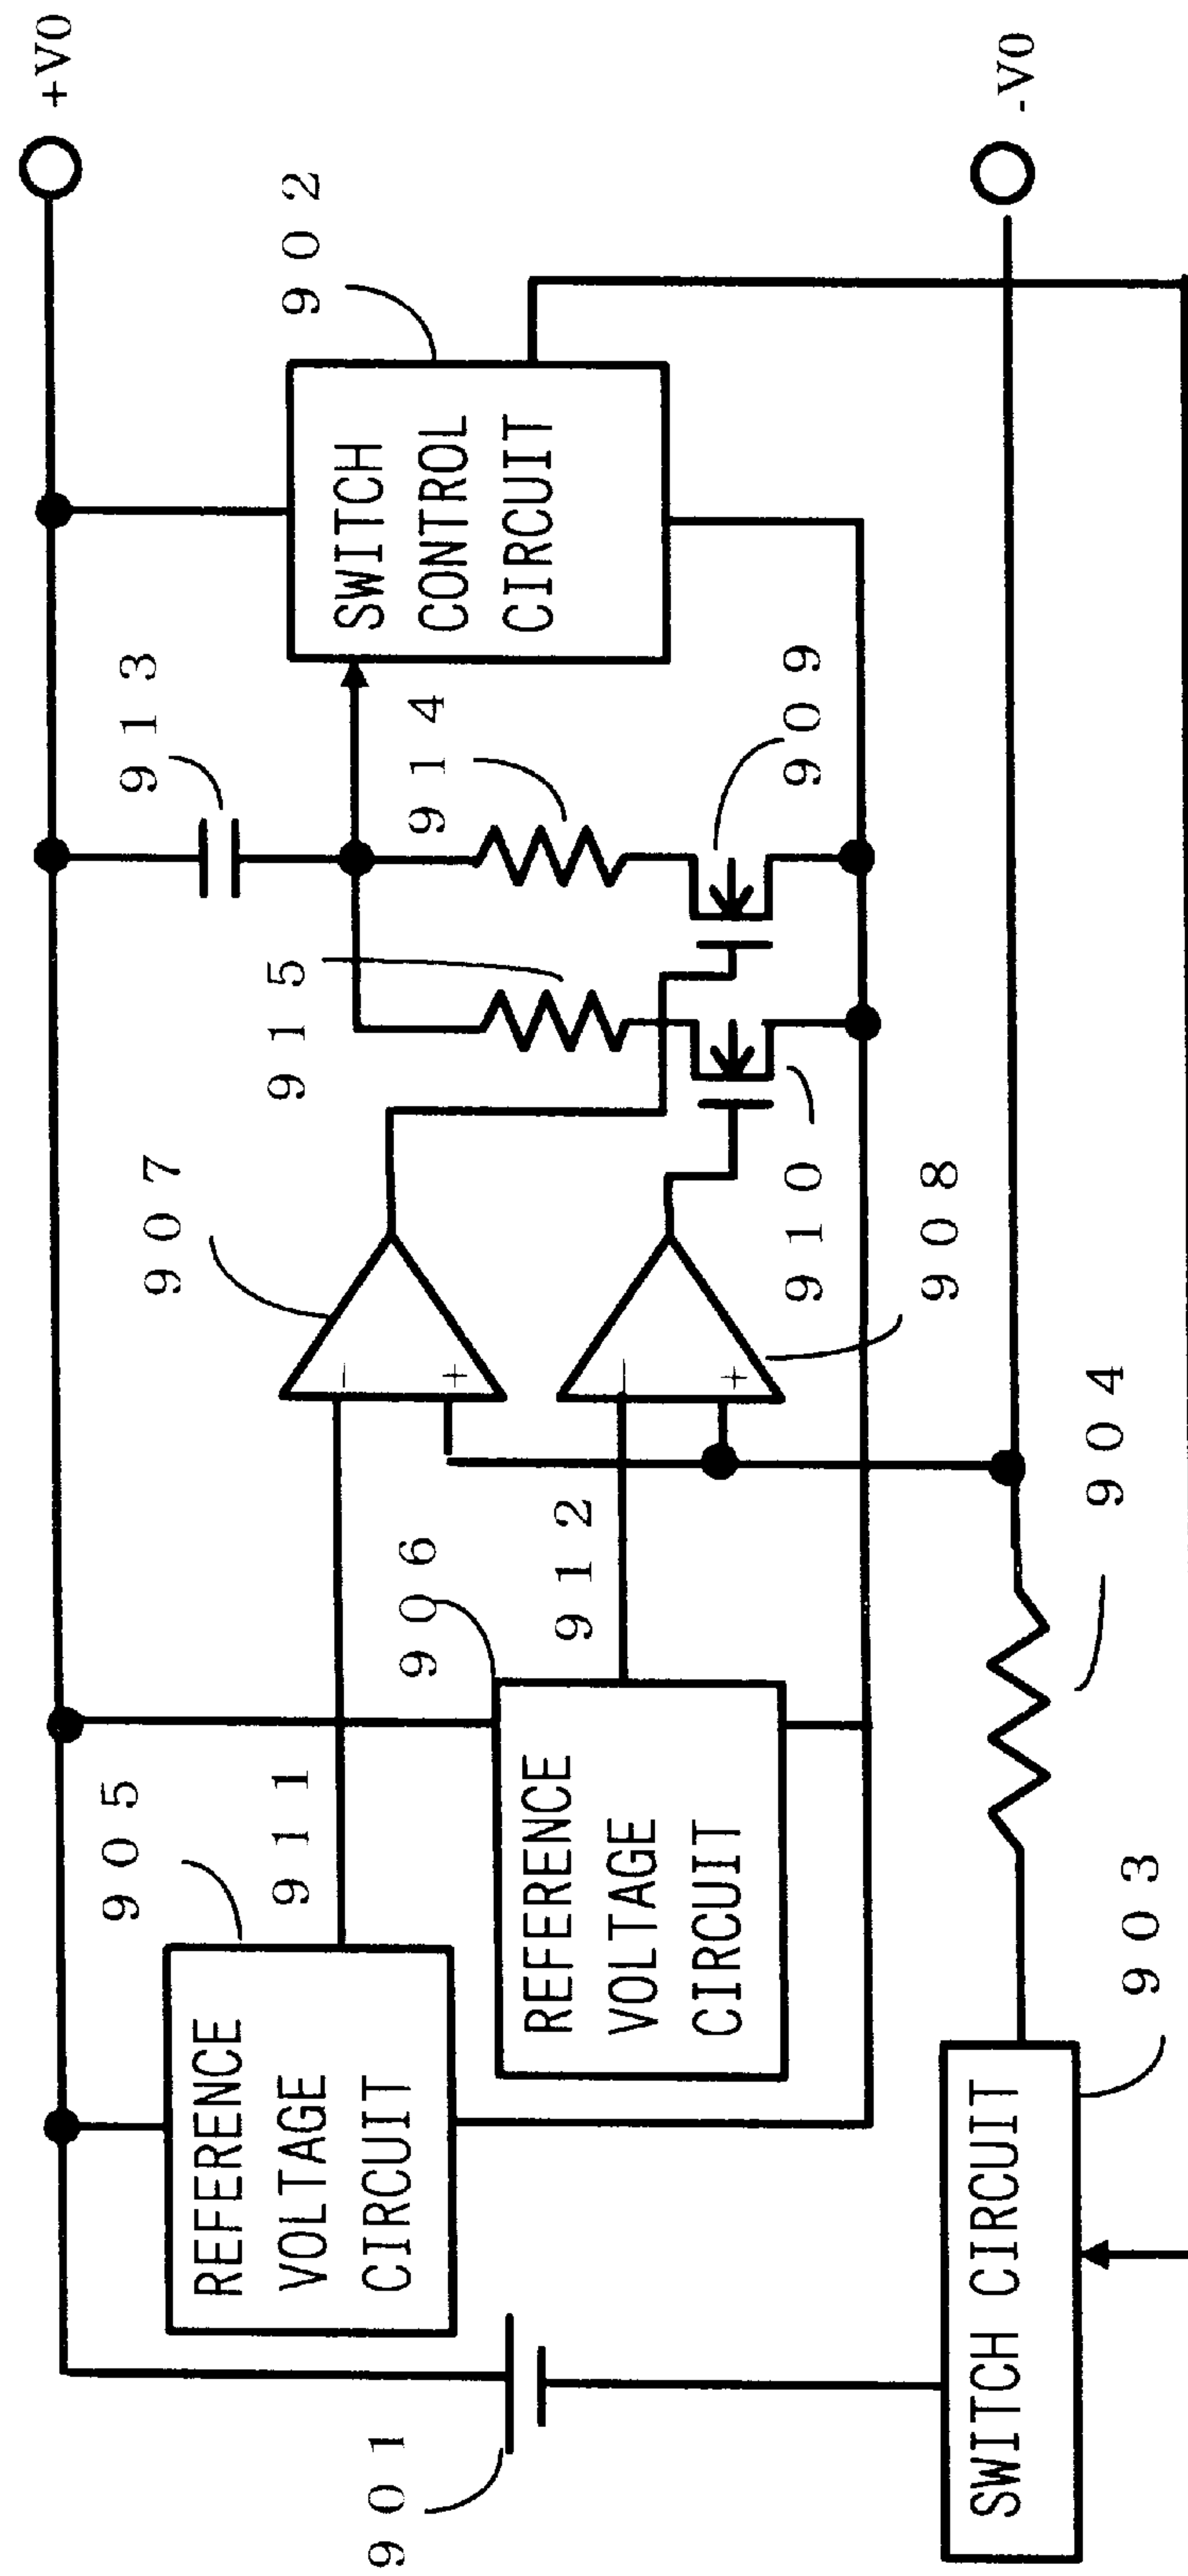 +V0
902
SWITCH
CONTROL
CIRCUIT
913
914
909
915
907
910
908
-V0
904
906
912
905
911
REFERENCE
VOLTAGE
CIRCUIT
REFERENCE
VOLTAGE
CIRCUIT
903
901
SWITCH CIRCUIT
-
+
-
+